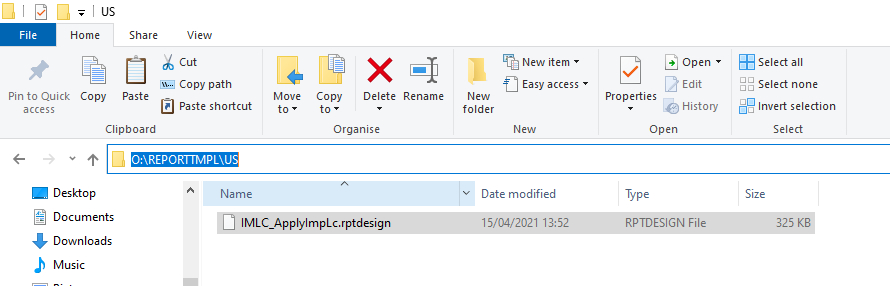 US
File Home Share View
Pin to Quick access
Copy
Paste
Cut
Copy path
Paste shortcut
Clipboard
Move to
Copy to
Delete
Rename
Organise
New folder
New item
Easy access
New
Properties
Open
Edit
History
Open
Select all
Select none
Invert selection
Select
O:\REPORTTMPL\US
Desktop
Documents
Downloads
Music
Name Date modified Type Size
IMLC_ApplyImpLc.rptdesign 15/04/2021 13:52 RPTDESIGN File 325 KB